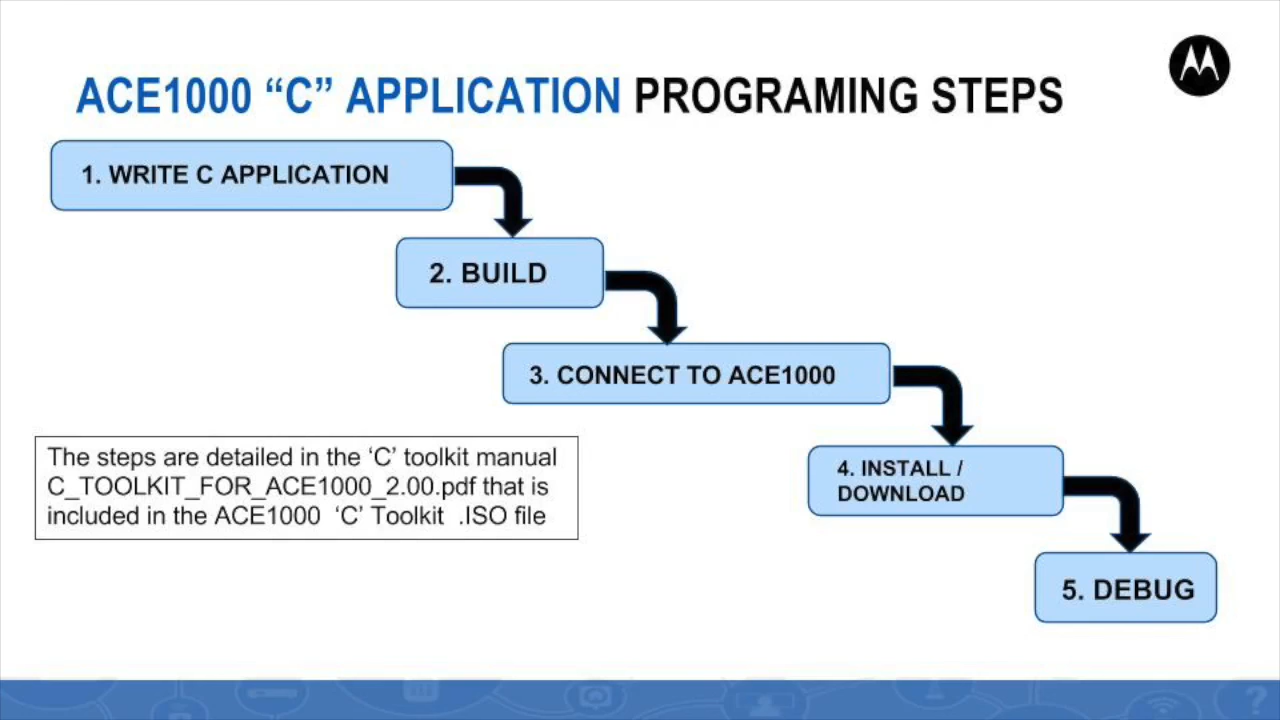 ACE1000 “C” APPLICATION PROGRAMING STEPS
1. WRITE C APPLICATION
2. BUILD
3. CONNECT TO ACE1000
4. INSTALL /
DOWNLOAD
5. DEBUG
The steps are detailed in the ‘C’ toolkit manual
C_TOOLKIT_FOR_ACE1000_2.00.pdf that is
included in the ACE1000 ‘C’ Toolkit .ISO file